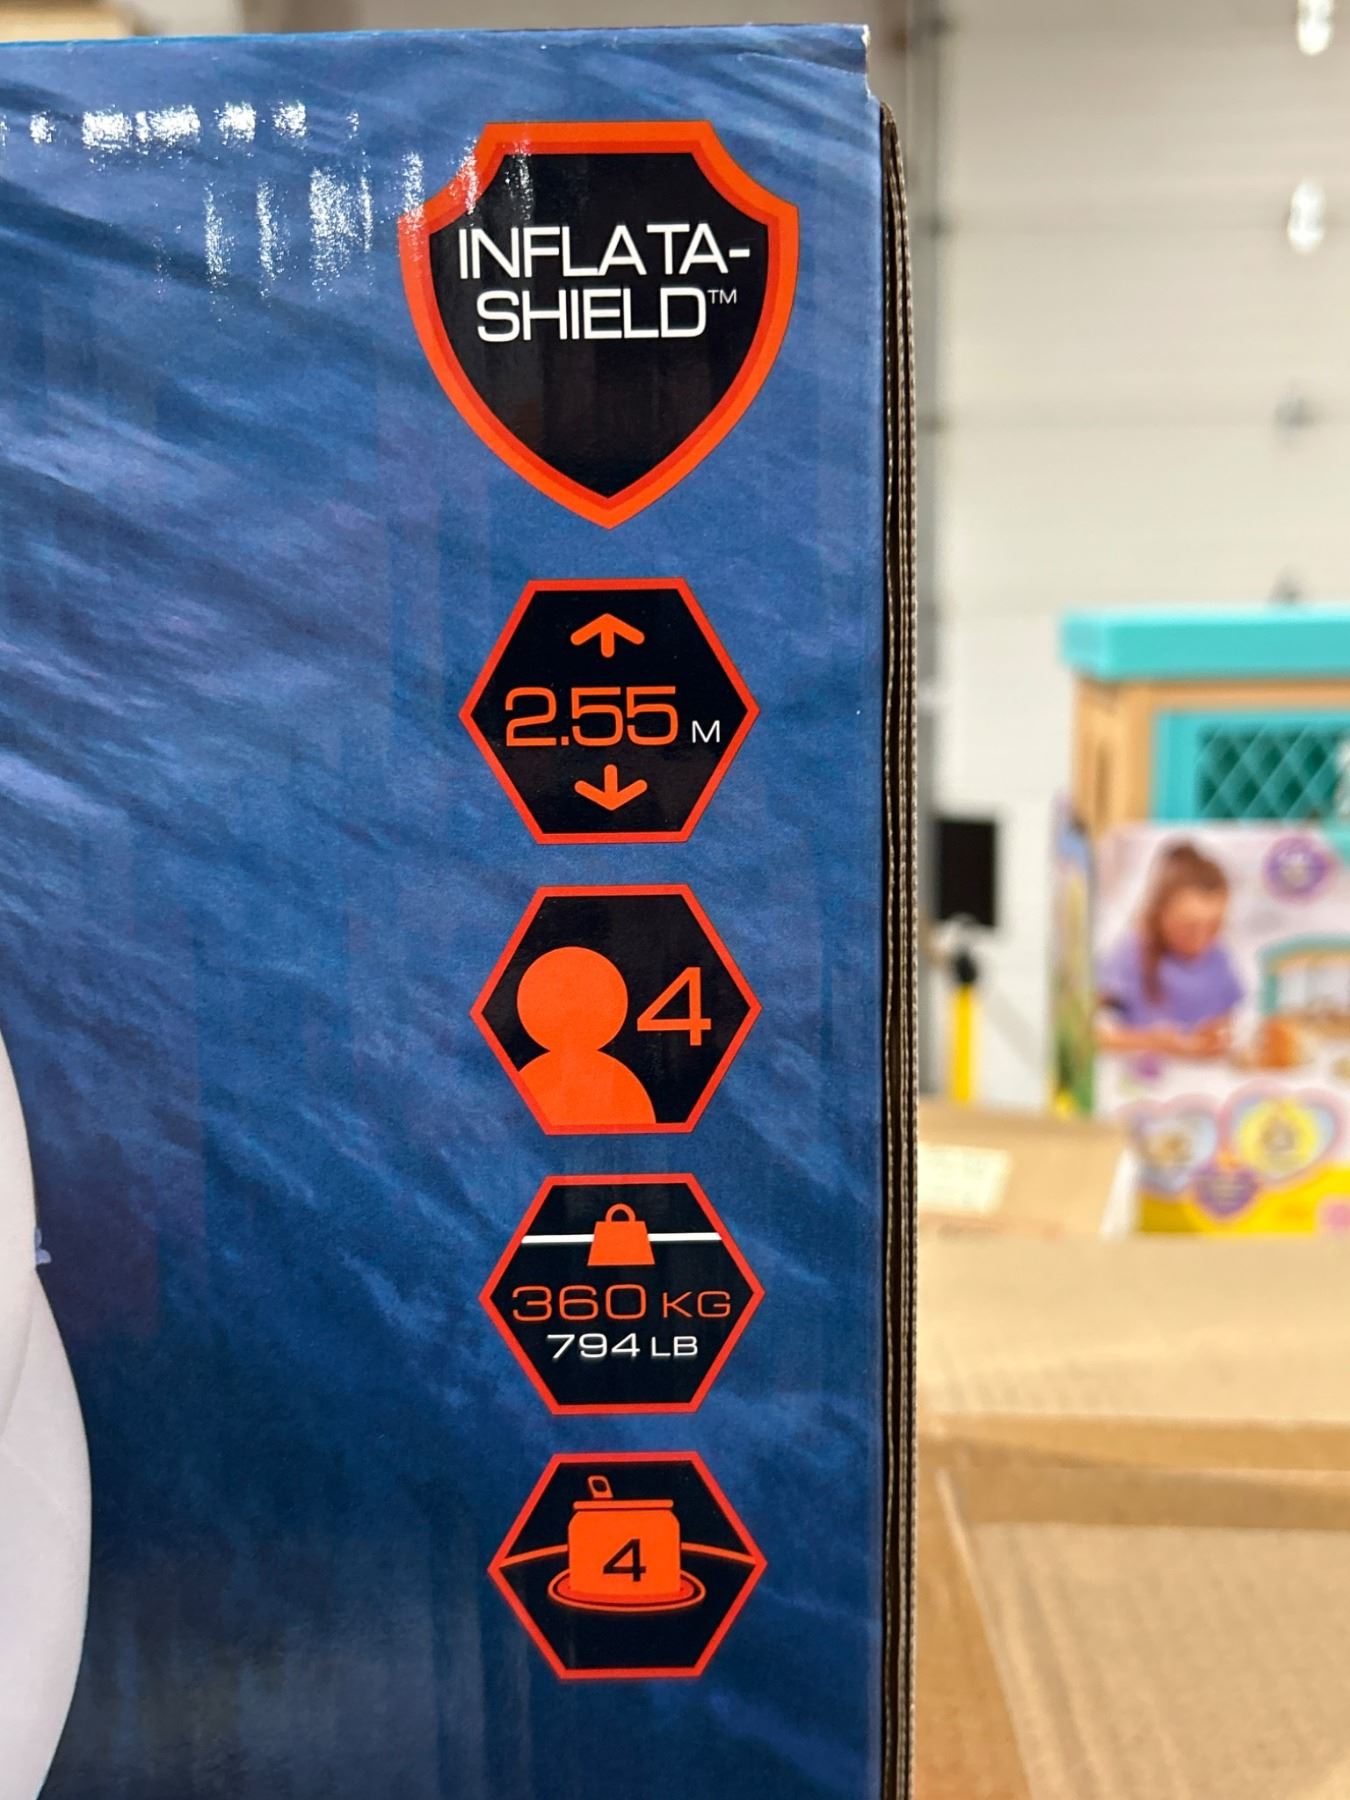 INFLATA-
SHIELD™
2.55 M
4
360 KG
794 LB
4